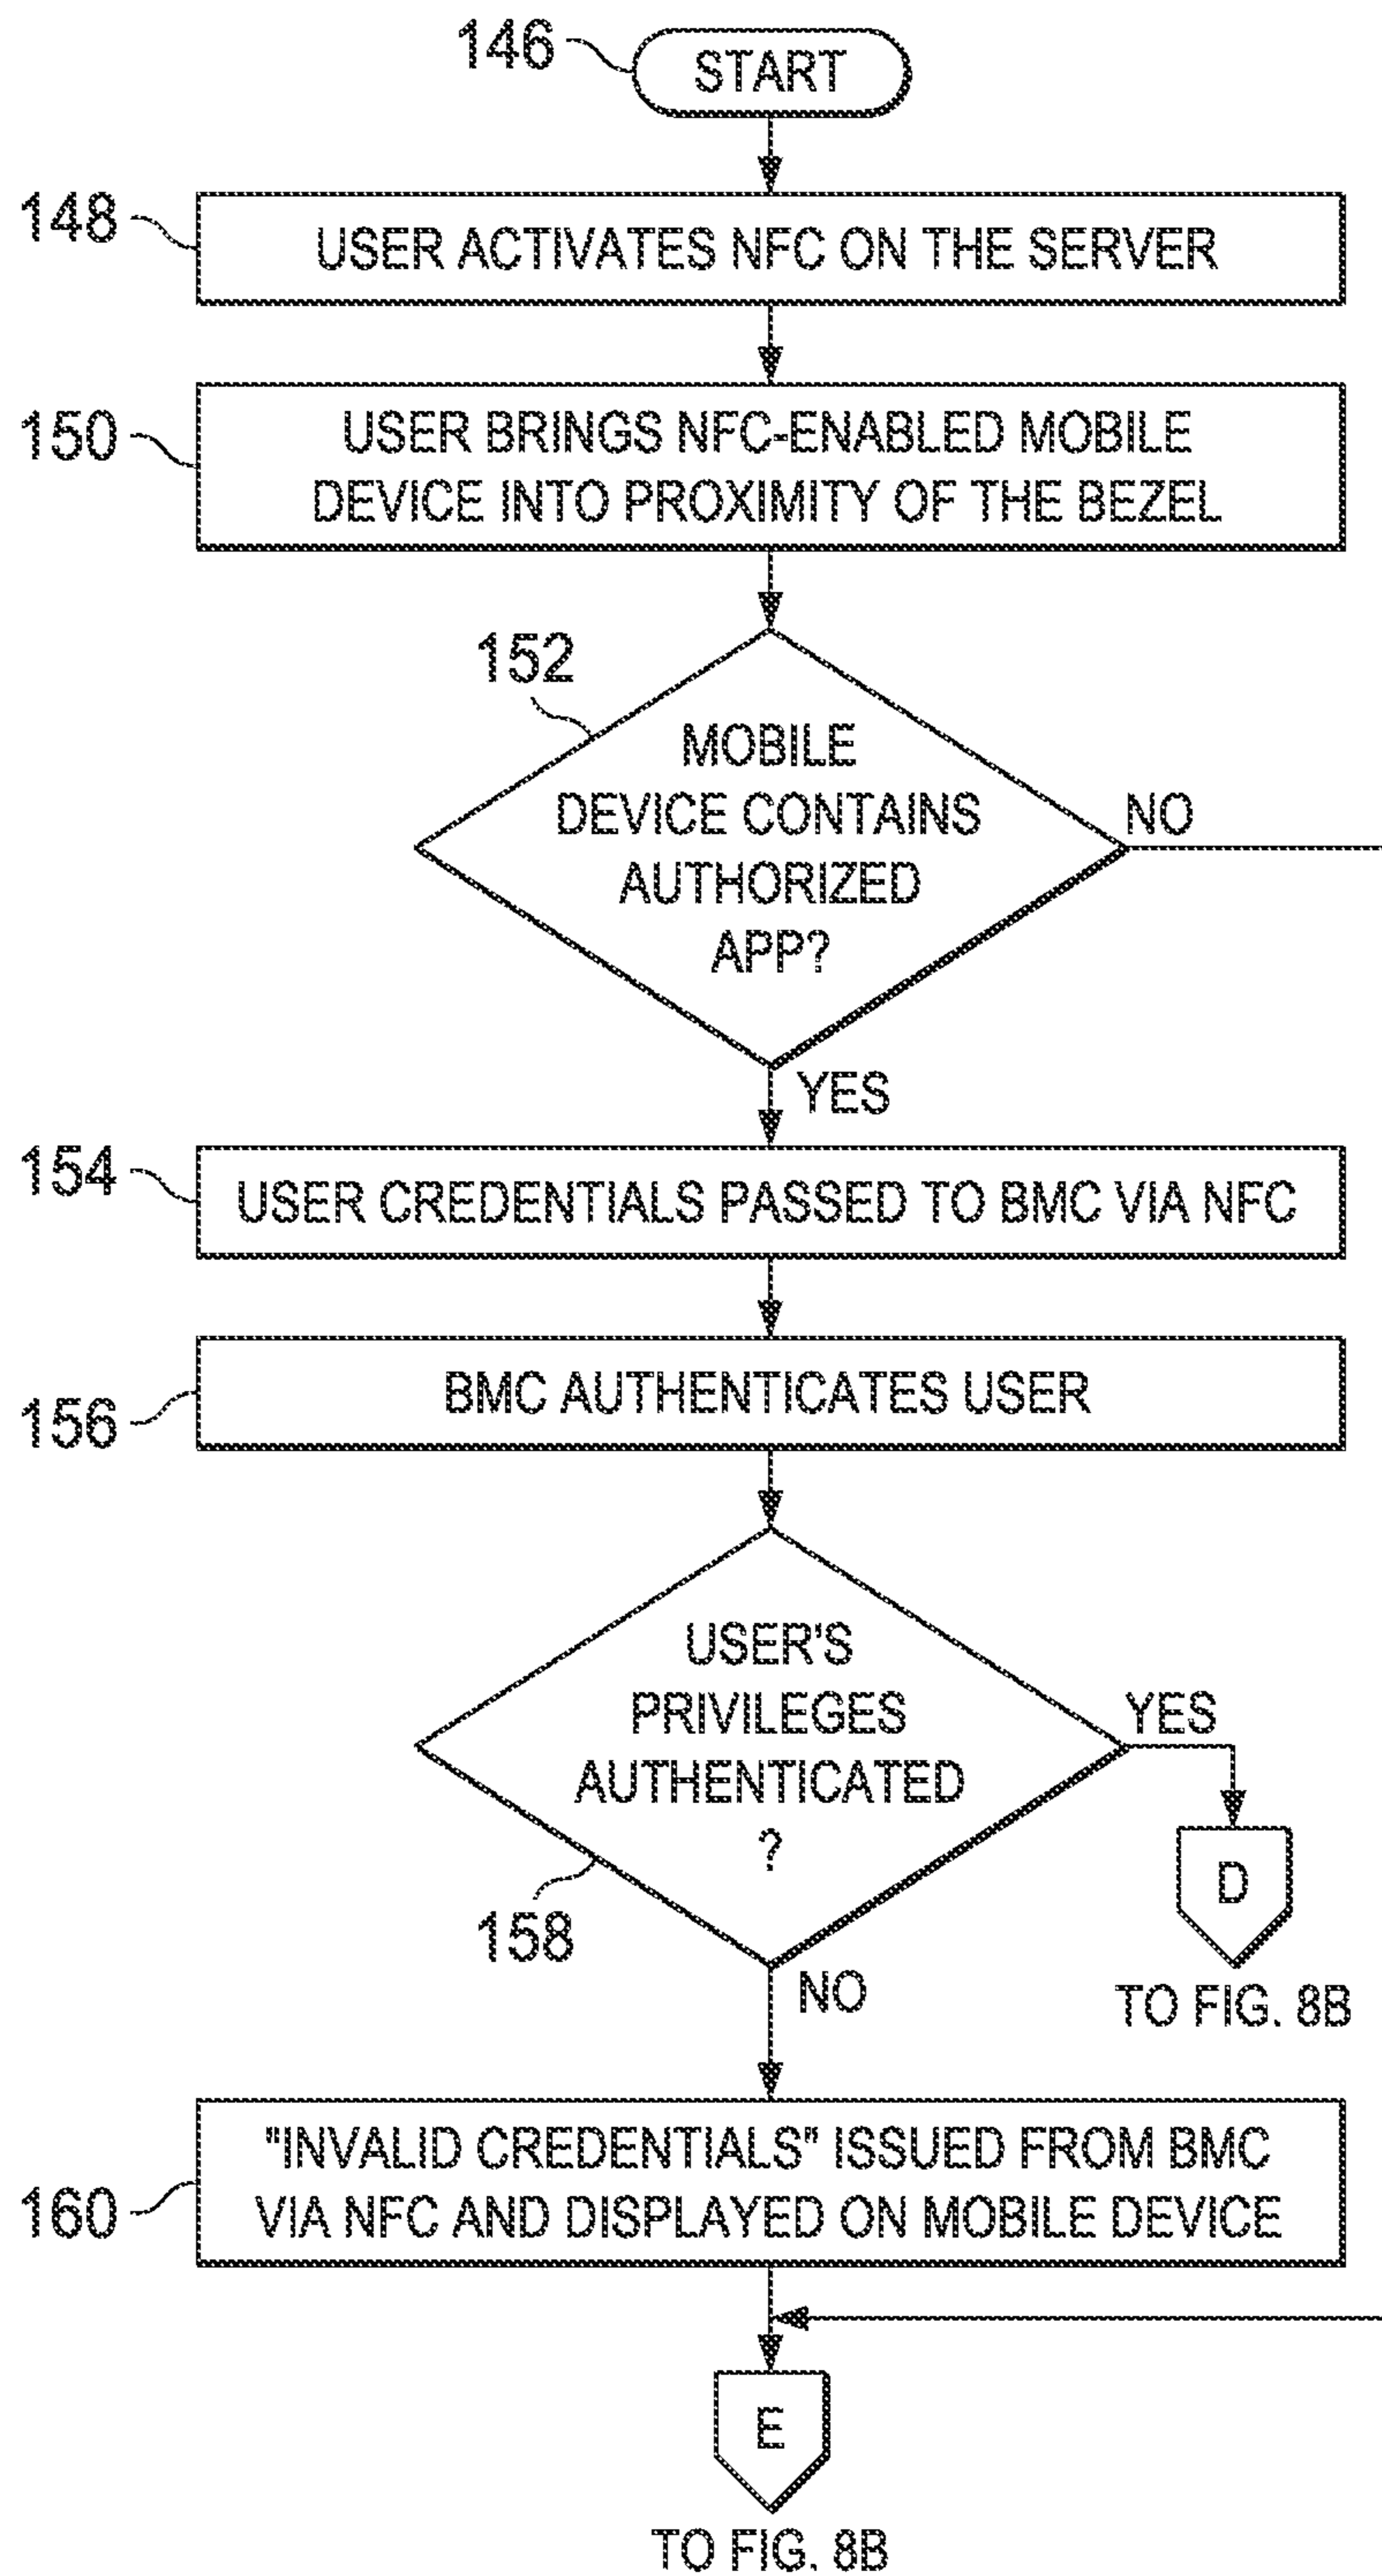 146
START
148
USER ACTIVATES NFC ON THE SERVER
150
USER BRINGS NFC-ENABLED MOBILE
DEVICE INTO PROXIMITY OF THE BEZEL
152
MOBILE
DEVICE CONTAINS
AUTHORIZED
APP?
NO
YES
154
USER CREDENTIALS PASSED TO BMC VIA NFC
156
BMC AUTHENTICATES USER
USER'S
PRIVILEGES
AUTHENTICATED
?
YES
158
D
NO
TO FIG. 8B
160
"INVALID CREDENTIALS" ISSUED FROM BMC
VIA NFC AND DISPLAYED ON MOBILE DEVICE
E
TO FIG. 8B